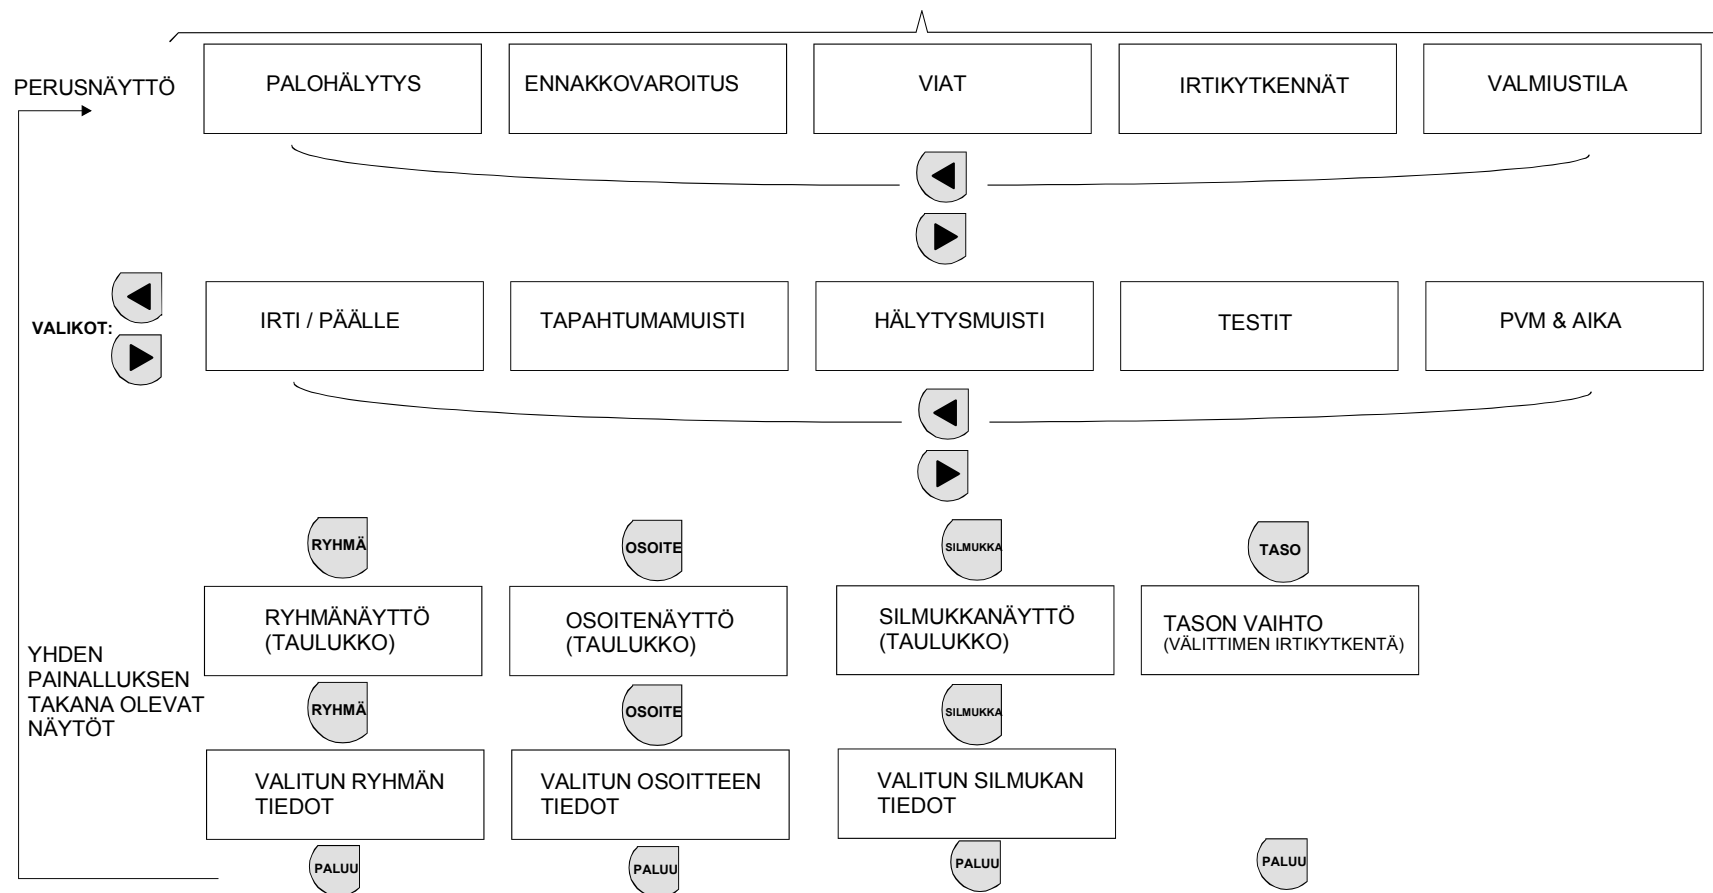 PERUSNÄYTTÖ
PALOHÄLYTYS
ENNAKKOVAROITUS
VIAT
IRTIKYTKENNÄT
VALMIUSTILA
VALIKOT:
IRTI / PÄÄLLE
TAPAHTUMAMUISTI
HÄLYTYSMUISTI
TESTIT
PVM & AIKA
RYHMÄ
OSOITE
SILMUKKA
TASO
YHDEN
PAINALLUKSEN
TAKANA OLEVAT
NÄYTÖT
RYHMÄNÄYTTÖ
(TAULUKKO)
OSOITENÄYTTÖ
(TAULUKKO)
SILMUKKANÄYTTÖ
(TAULUKKO)
TASON VAIHTO
(VÄLITTIMEN IRTIKYTKENTÄ)
RYHMÄ
OSOITE
SILMUKKA
VALITUN RYHMÄN
TIEDOT
VALITUN OSOITTEEN
TIEDOT
VALITUN SILMUKAN
TIEDOT
PALUU
PALUU
PALUU
PALUU